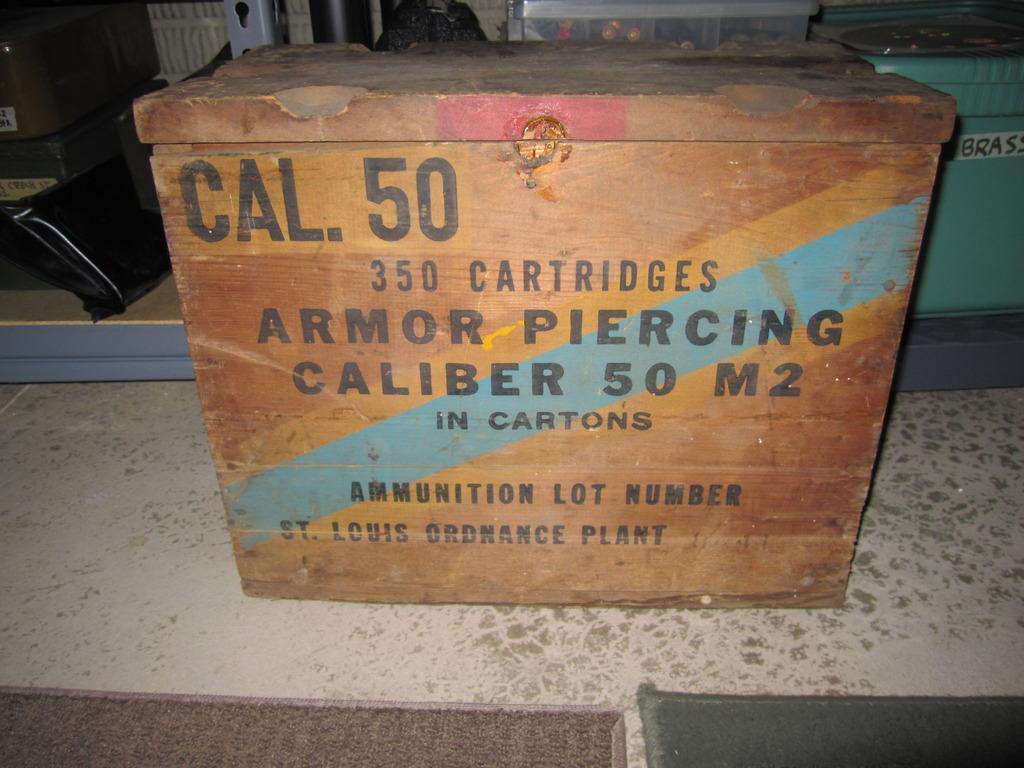 CAL. 50
350 CARTRIDGES
ARMOR PIERCING
CALIBER 50 M2
IN CARTONS
AMMUNITION LOT NUMBER
ST. LOUIS ORDNANCE PLANT
BRASS